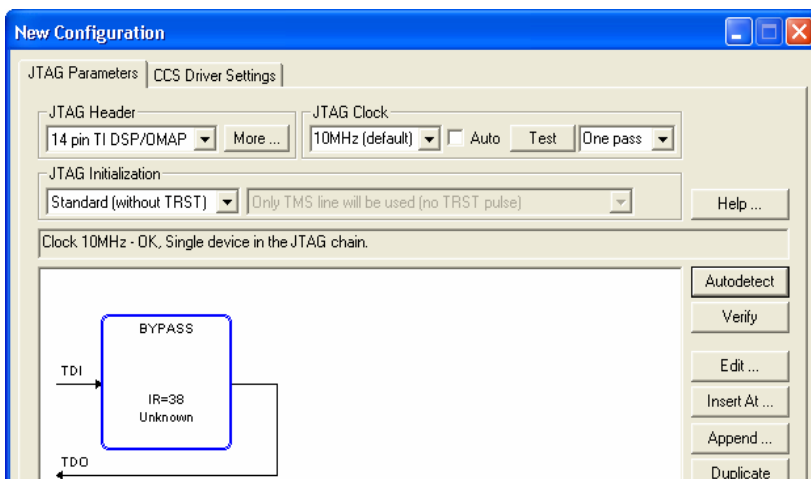 New Configuration
JTAG Parameters CCS Driver Settings
JTAG Header JTAG Clock
14 pin TI DSP/OMAP More ... 10MHz (default) Auto Test One pass
JTAG Initialization
Standard (without TRST) Only TMS line will be used (no TRST pulse) Help ...
Clock 10MHz - OK, Single device in the JTAG chain.
Autodetect
BYPASS Verify
TDI Edit ...
IR=38 Insert At ...
Unknown
Append ...
TDO
Duplicate